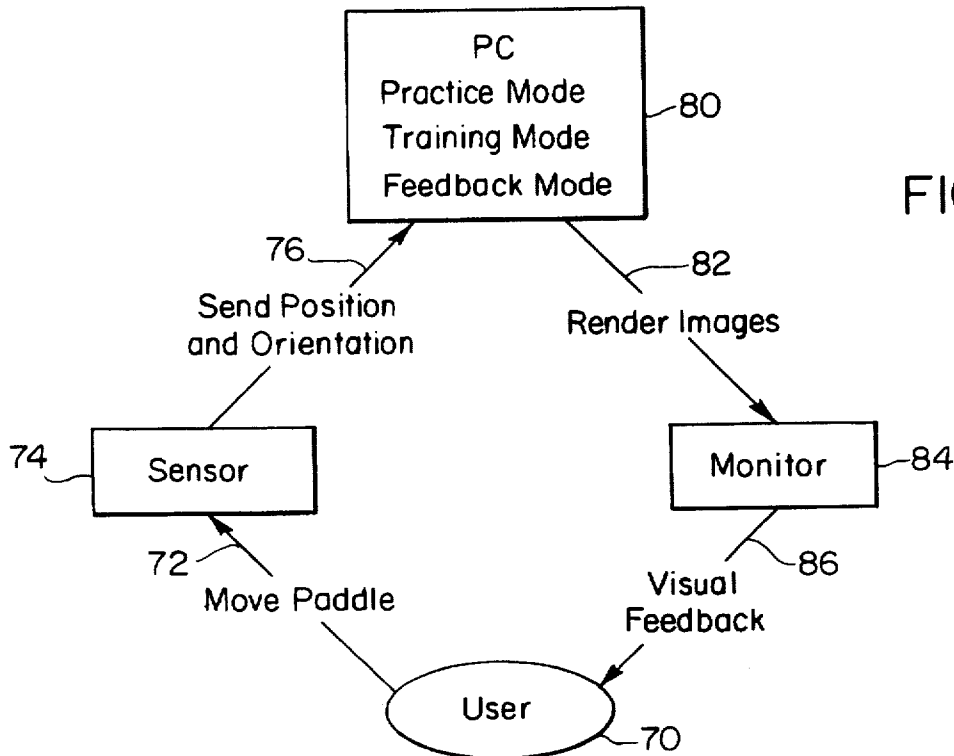 PC
Practice Mode
Training Mode
Feedback Mode
80
FIG
76
82
Send Position
and Orientation
Render Images
74
Sensor
Monitor
84
72
86
Move Paddle
Visual
Feedback
User
70